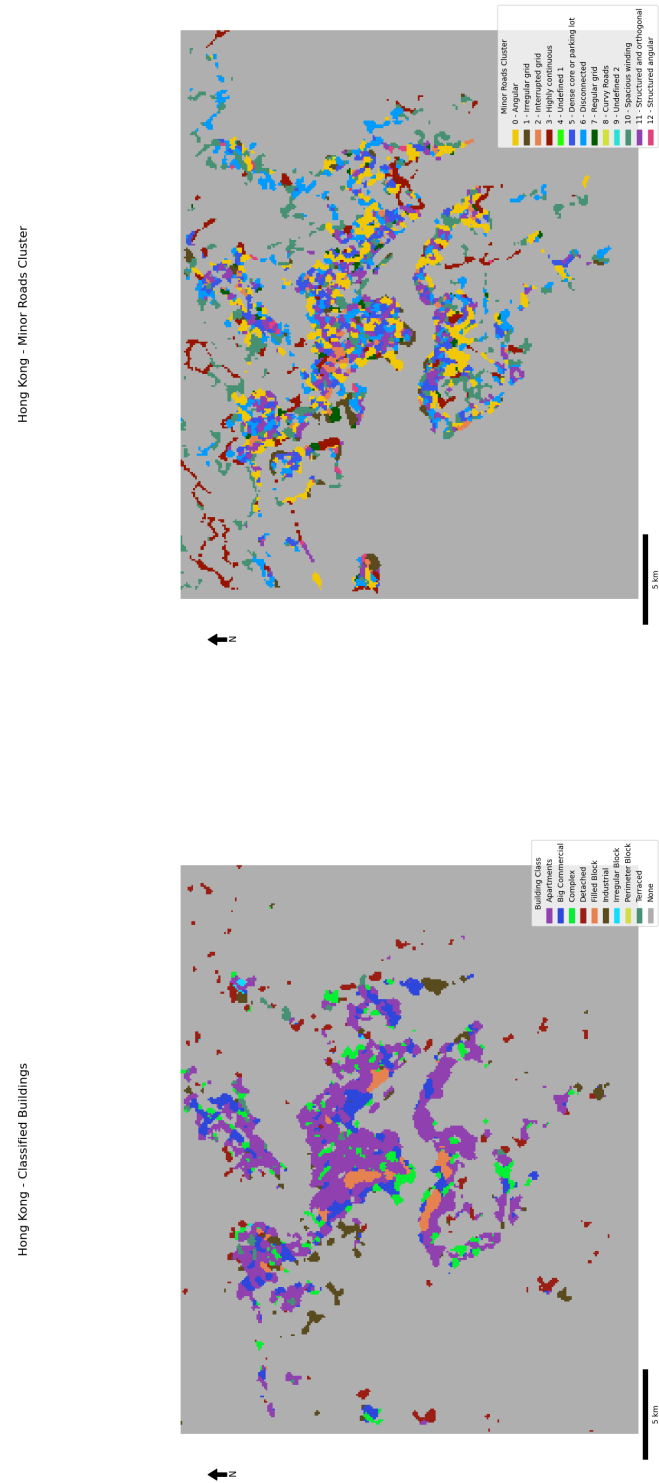 Hong Kong - Minor Roads Cluster
Minor Roads Cluster
0 - Angular
1 - Irregular grid
2 - Interrupted grid
3 - Highly continuous
4 - Undefined 1
5 - Dense core or parking lot
6 - Disconnected
7 - Regular grid
8 - Curvy Roads
9 - Undefined 2
10 - Spacious winding
11 - Structured and orthogonal
12 - Structured angular
N
5 km
Hong Kong - Classified Buildings
Building Class
Apartments
Big Commercial
Complex
Detached
Filled Block
Industrial
Irregular Block
Perimeter Block
Terraced
None
N
5 km